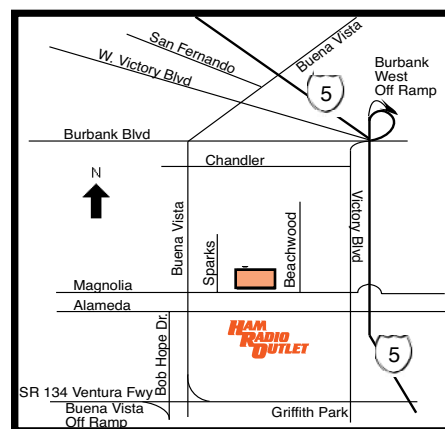 San Fernando
Buena Vista
W. Victory Blvd
5
Burbank
West
Off Ramp
Burbank Blvd
Chandler
N
Buena Vista
Sparks
Beachwood
Victory Blvd
Magnolia
Alameda
Bob Hope Dr.
HAM
RADIO
OUTLET
5
SR 134 Ventura Fwy
Buena Vista
Off Ramp
Griffith Park